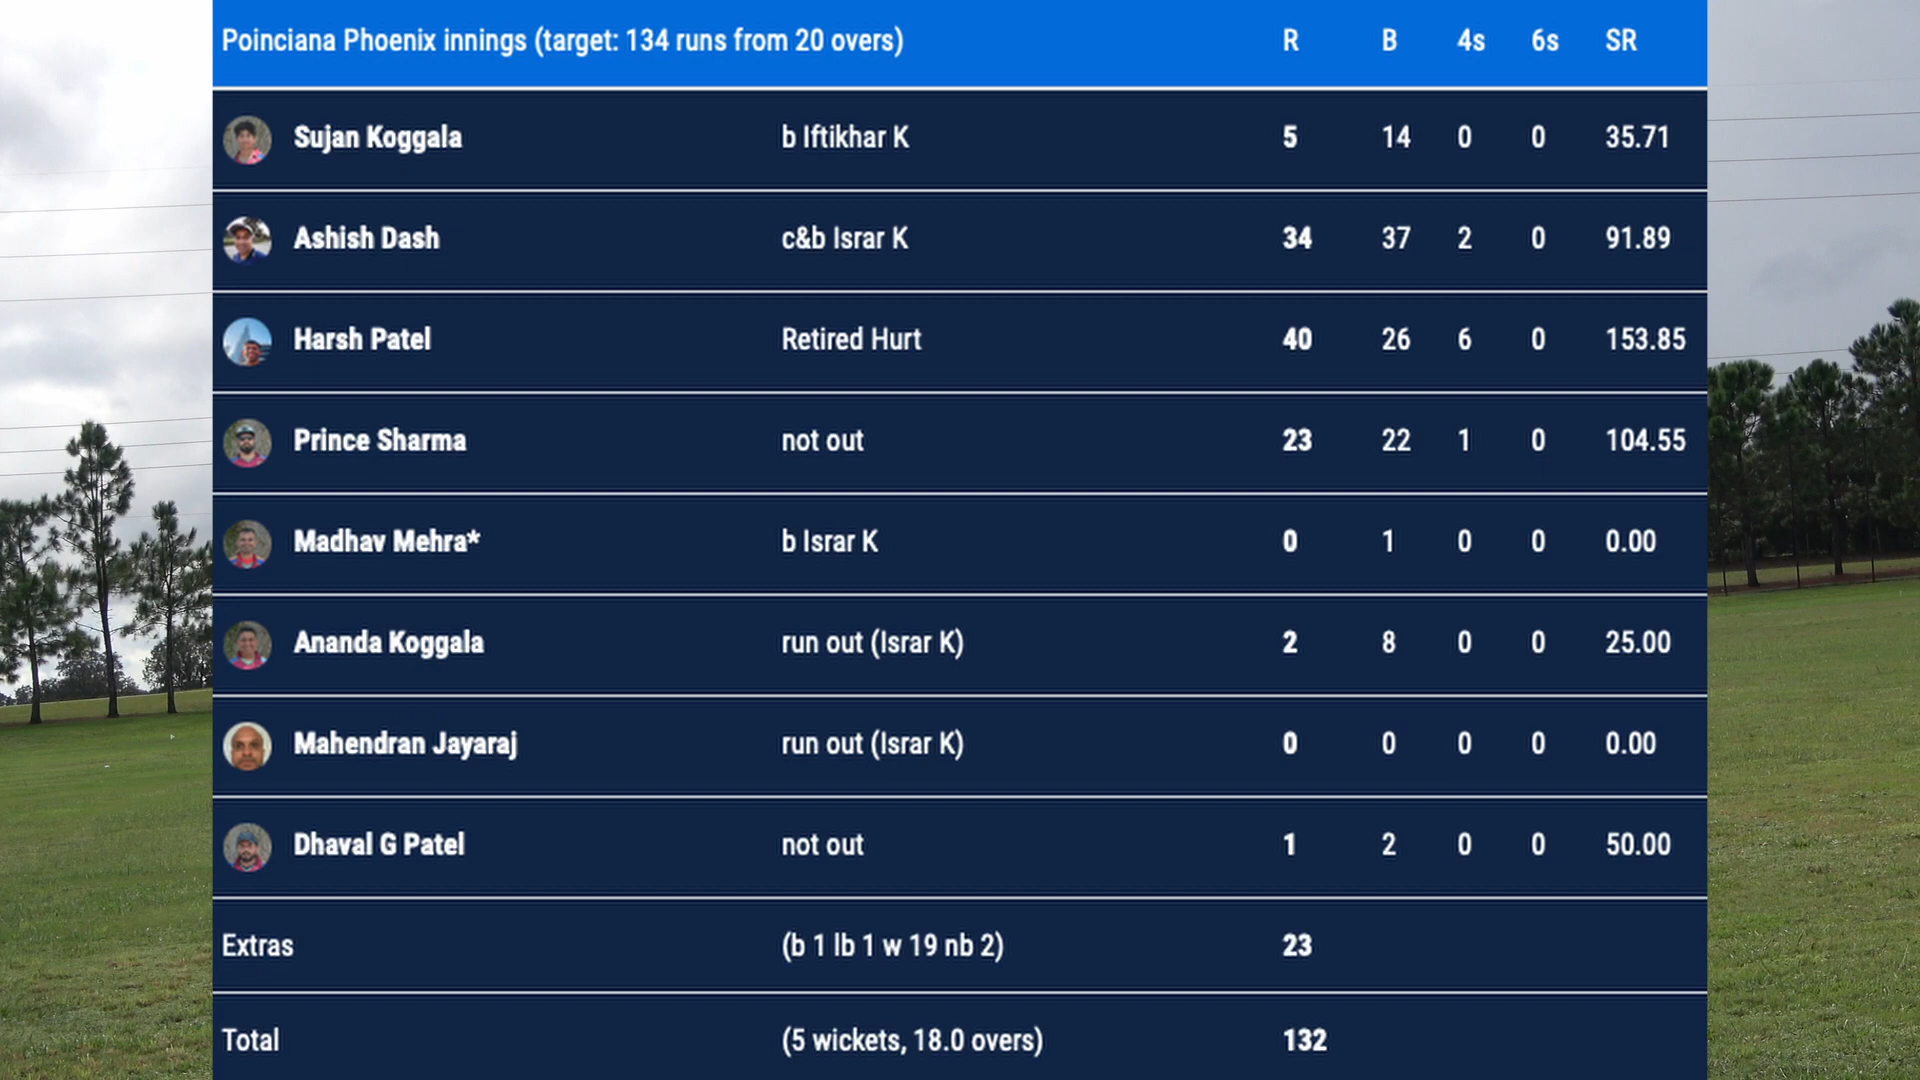 Poinciana Phoenix innings (target: 134 runs from 20 overs) R B 4s 6s SR
Sujan Koggala b Iftikhar K 5 14 0 0 35.71
Ashish Dash c&b Israr K 34 37 2 0 91.89
Harsh Patel Retired Hurt 40 26 6 0 153.85
Prince Sharma not out 23 22 1 0 104.55
Madhav Mehra* b Israr K 0 1 0 0 0.00
Ananda Koggala run out (Israr K) 2 8 0 0 25.00
Mahendran Jayaraj run out (Israr K) 0 0 0 0 0.00
Dhaval G Patel not out 1 2 0 0 50.00
Extras (b 1 lb 1 w 19 nb 2) 23
Total (5 wickets, 18.0 overs) 132